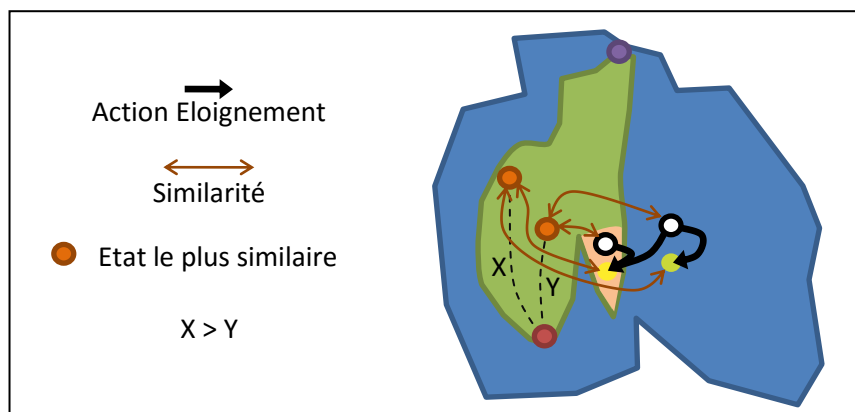 Action Eloignement
Similarité
Etat le plus similaire
X > Y
X
Y